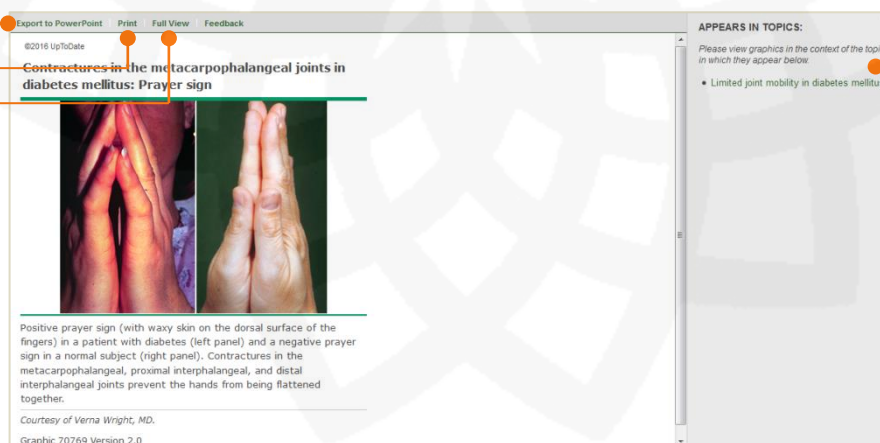 Export to PowerPoint Print Full View Feedback
©2016 UpToDate
Contractures in the metacarpophalangeal joints in
diabetes mellitus: Prayer sign
Positive prayer sign (with waxy skin on the dorsal surface of the
fingers) in a patient with diabetes (left panel) and a negative prayer
sign in a normal subject (right panel). Contractures in the
metacarpophalangeal, proximal interphalangeal, and distal
interphalangeal joints prevent the hands from being flattened
together.
Courtesy of Verna Wright, MD.
Graphic 70769 Version 2.0
APPEARS IN TOPICS:
Please view graphics in the context of the topi
in which they appear below.
Limited joint mobility in diabetes mellitus